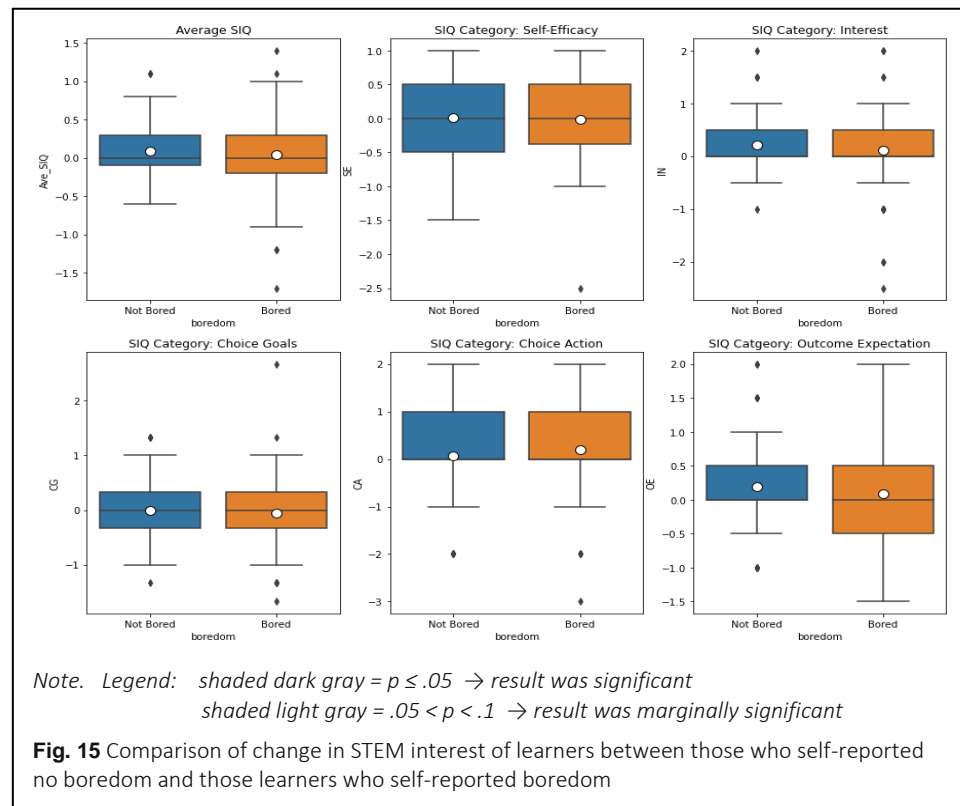 Average SIQ
SIQ Category: Self-Efficacy
SIQ Category: Interest
1.5
1.0
0.5
0.0
−0.5
−1.0
−1.5
Ave_SIQ
Not Bored
Bored
boredom
1.0
0.5
0.0
−0.5
−1.0
−1.5
−2.0
−2.5
SE
Not Bored
Bored
boredom
2
1
0
−1
−2
IN
Not Bored
Bored
boredom
SIQ Category: Choice Goals
SIQ Category: Choice Action
SIQ Catgeory: Outcome Expectation
2
1
0
−1
CG
Not Bored
Bored
boredom
2
1
0
−1
−2
−3
CA
Not Bored
Bored
boredom
2.0
1.5
1.0
0.5
0.0
−0.5
−1.0
−1.5
OE
Not Bored
Bored
boredom
Note. Legend: shaded dark gray = p ≤ .05 → result was significant
shaded light gray = .05 < p < .1 → result was marginally significant
Fig. 15 Comparison of change in STEM interest of learners between those who self-reported
no boredom and those learners who self-reported boredom